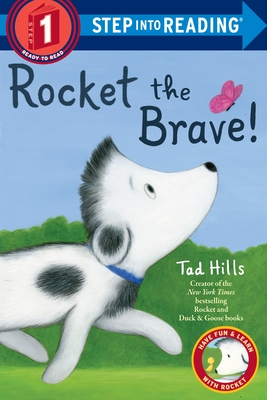 STEP INTO READING®
STEP 1
READY-TO-READ
Rocket the
Brave!
Tad Hills
Creator of the
New York Times
bestselling
Rocket and
Duck & Goose books
HAVE FUN & LEARN
WITH ROCKET